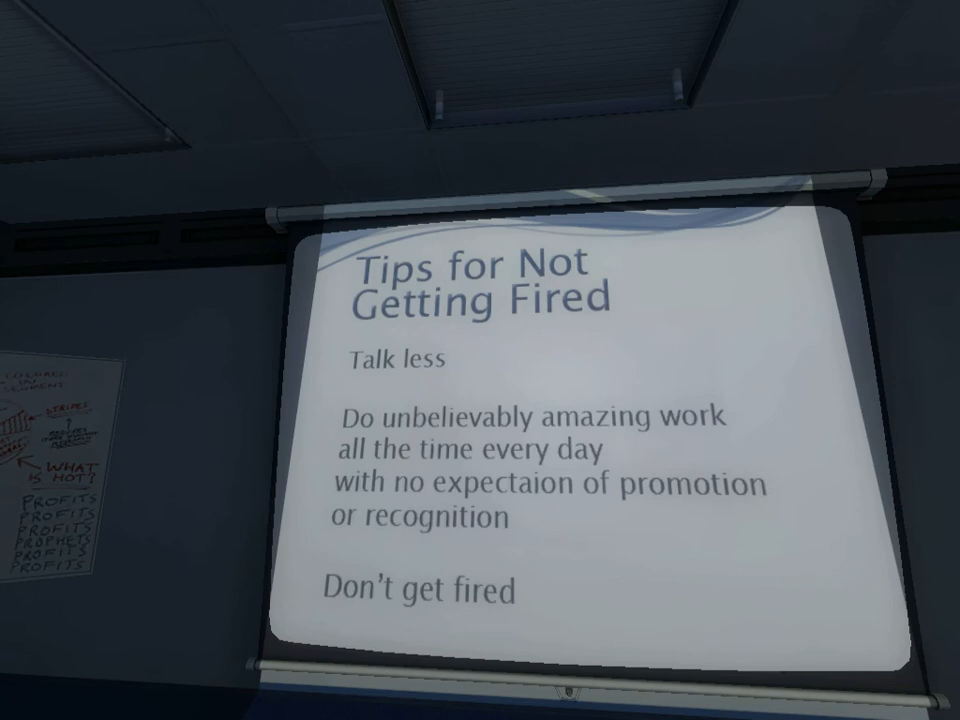 Tips for Not
Getting Fired
Talk less
Do unbelievably amazing work
all the time every day
with no expectaion of promotion
or recognition
Don't get fired
STRIPES
WHAT
IS HOT?
PROFITS
PROFITS
PROFITS
PROPHETS
PROFITS
PROFITS